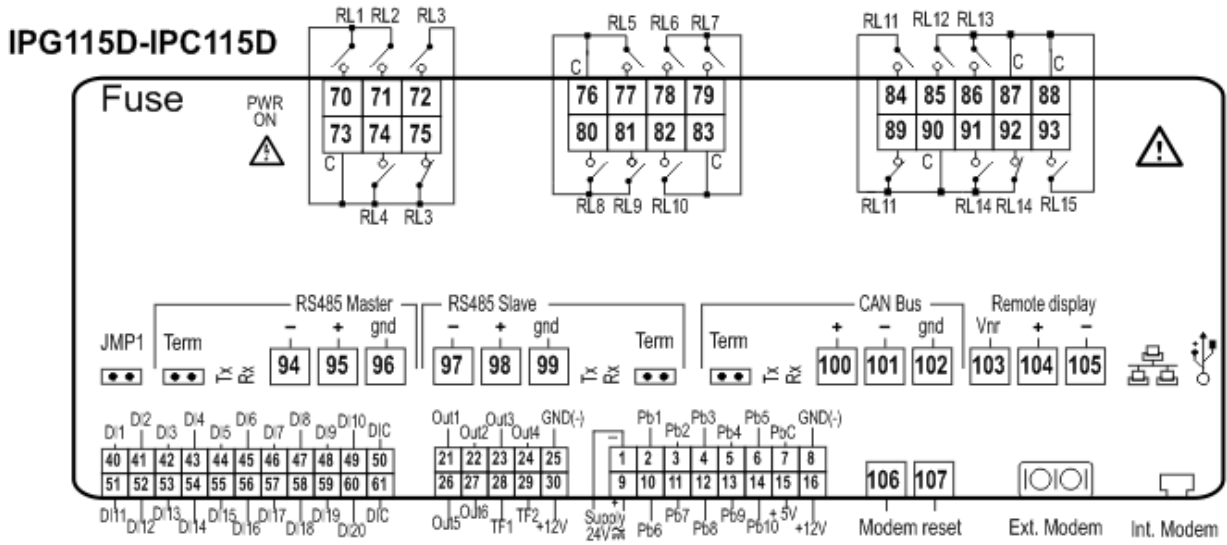 RL1 RL2 RL3
RL5 RL6 RL7
RL11 RL12 RL13
IPG115D-IPC115D
C
C C
Fuse
PWR
ON
70 71 72
76 77 78 79
84 85 86 87 88
73 74 75
80 81 82 83
89 90 91 92 93
C
C
C
RL4 RL3
RL8 RL9 RL10
RL11 RL14 RL14 RL15
RS485 Master
RS485 Slave
CAN Bus
Remote display
JMP1
Term
- + gnd
- + gnd
Term
Term
+ - gnd
Vnr + -
Tx
Rx
94 95 96
97 98 99
Tx
Rx
Tx
Rx
100 101 102
103 104 105
DI1 DI2 DI3 DI4 DI5 DI6 DI7 DI8 DI9 DI10 DIC
40 41 42 43 44 45 46 47 48 49 50
51 52 53 54 55 56 57 58 59 60 61
DI11 DI12 DI13 DI14 DI15 DI16 DI17 DI18 DI19 DI20 DIC
Out1 Out2 Out3 Out4 GND(-)
21 22 23 24 25
26 27 28 29 30
Out5 Out6 TF1 TF2 +12V
- Pb1 Pb2 Pb3 Pb4 Pb5 PbC GND(-)
1 2 3 4 5 6 7 8
9 10 11 12 13 14 15 16
+
Supply
24V Pb6 Pb7 Pb8 Pb9 Pb10 +5V +12V
106 107
Modem reset
Ext. Modem
Int. Modem